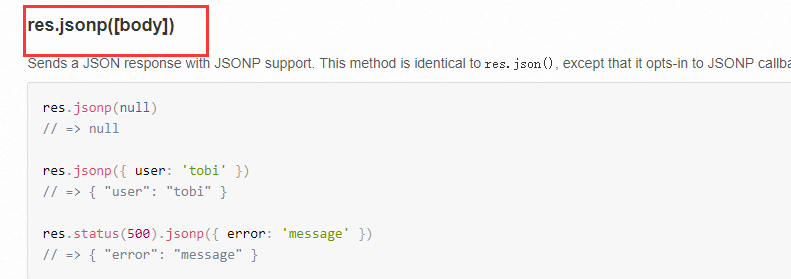 res.jsonp([body])
Sends a JSON response with JSONP support. This method is identical to res.json(), except that it opts-in to JSONP
res.jsonp(null)
// => null
res.jsonp({ user: 'tobi' })
// => { "user": "tobi" }
res.status(500).jsonp({ error: 'message' })
// => { "error": "message" }